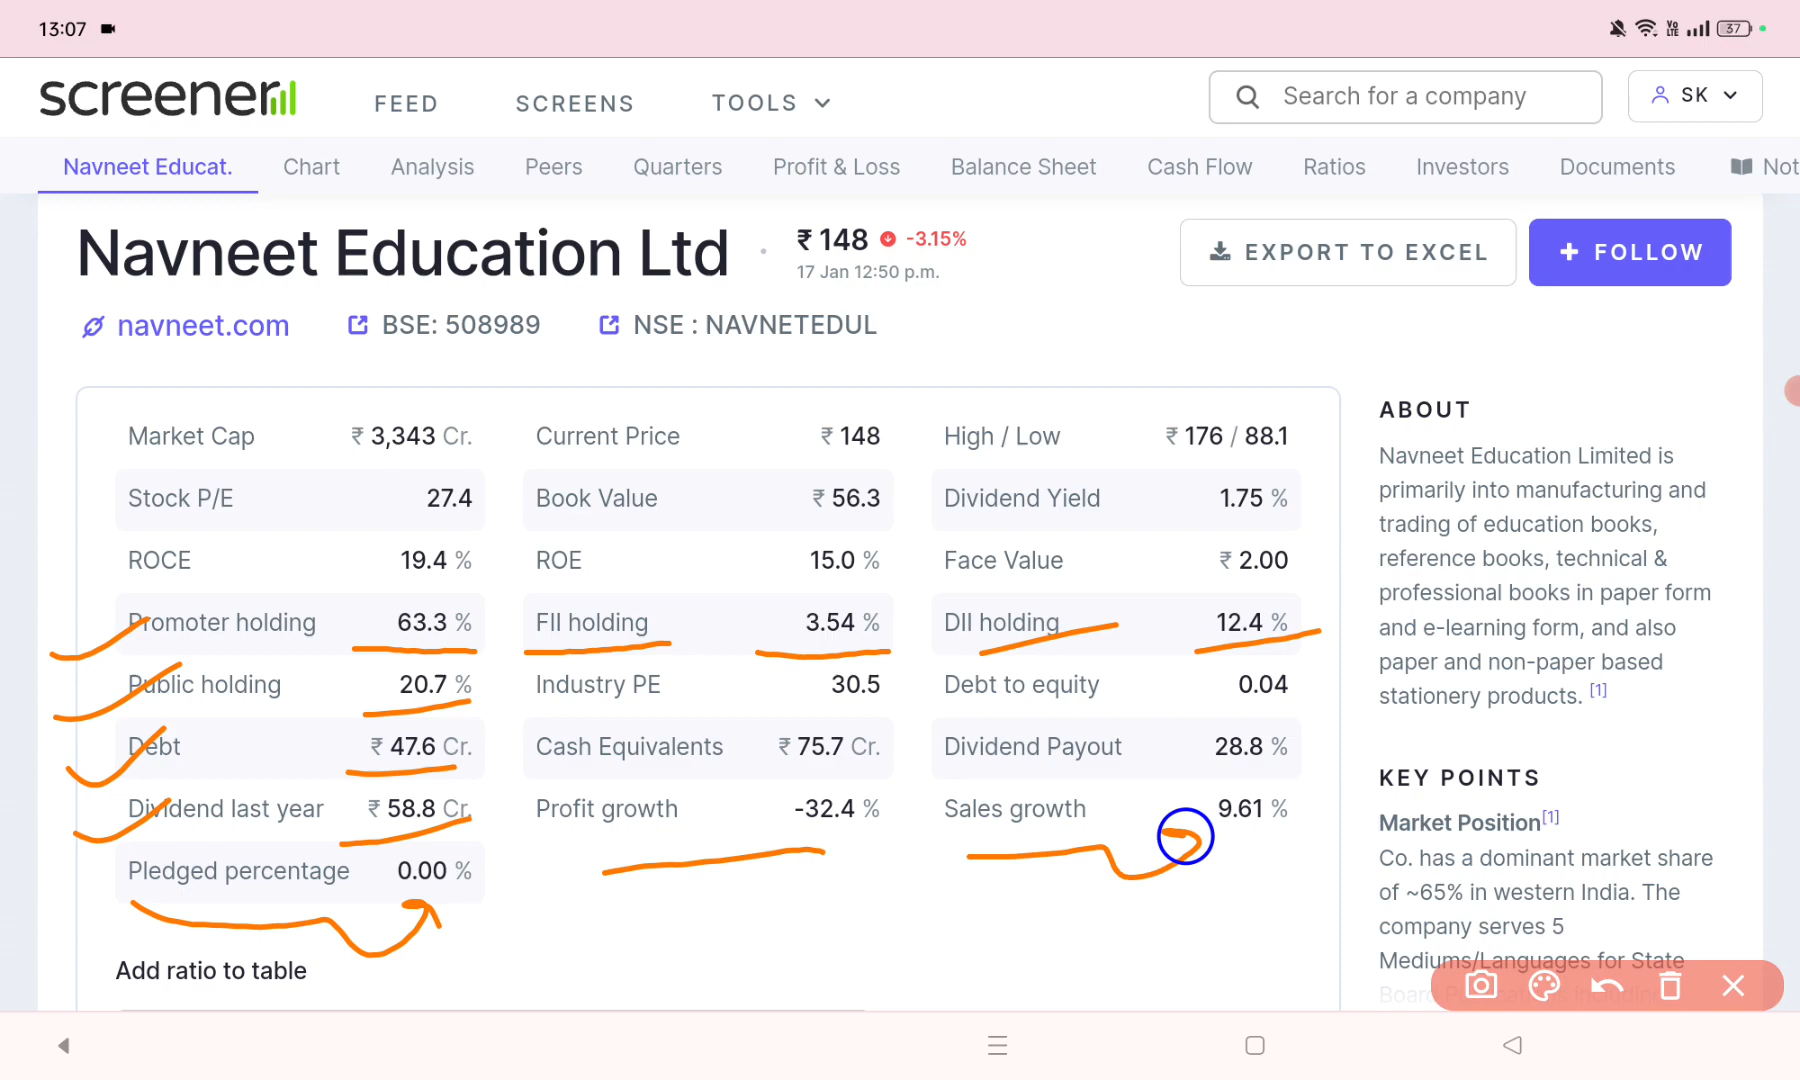 13:07
Vo LTE
37
screener
FEED
SCREENS
TOOLS
Search for a company
SK
Navneet Educat.
Chart
Analysis
Peers
Quarters
Profit & Loss
Balance Sheet
Cash Flow
Ratios
Investors
Documents
Not
Navneet Education Ltd
₹ 148 -3.15%
17 Jan 12:50 p.m.
EXPORT TO EXCEL
+ FOLLOW
navneet.com
BSE: 508989
NSE : NAVNETEDUL
Market Cap ₹ 3,343 Cr.
Current Price ₹ 148
High / Low ₹ 176 / 88.1
Stock P/E 27.4
Book Value ₹ 56.3
Dividend Yield 1.75 %
ROCE 19.4 %
ROE 15.0 %
Face Value ₹ 2.00
Promoter holding 63.3 %
FII holding 3.54 %
DII holding 12.4 %
Public holding 20.7 %
Industry PE 30.5
Debt to equity 0.04
Debt ₹ 47.6 Cr.
Cash Equivalents ₹ 75.7 Cr.
Dividend Payout 28.8 %
Dividend last year ₹ 58.8 Cr.
Profit growth -32.4 %
Sales growth 9.61 %
Pledged percentage 0.00 %
Add ratio to table
ABOUT
Navneet Education Limited is
primarily into manufacturing and
trading of education books,
reference books, technical &
professional books in paper form
and e-learning form, and also
paper and non-paper based
stationery products. [1]
KEY POINTS
Market Position[1]
Co. has a dominant market share
of ~65% in western India. The
company serves 5
Mediums/Languages for State